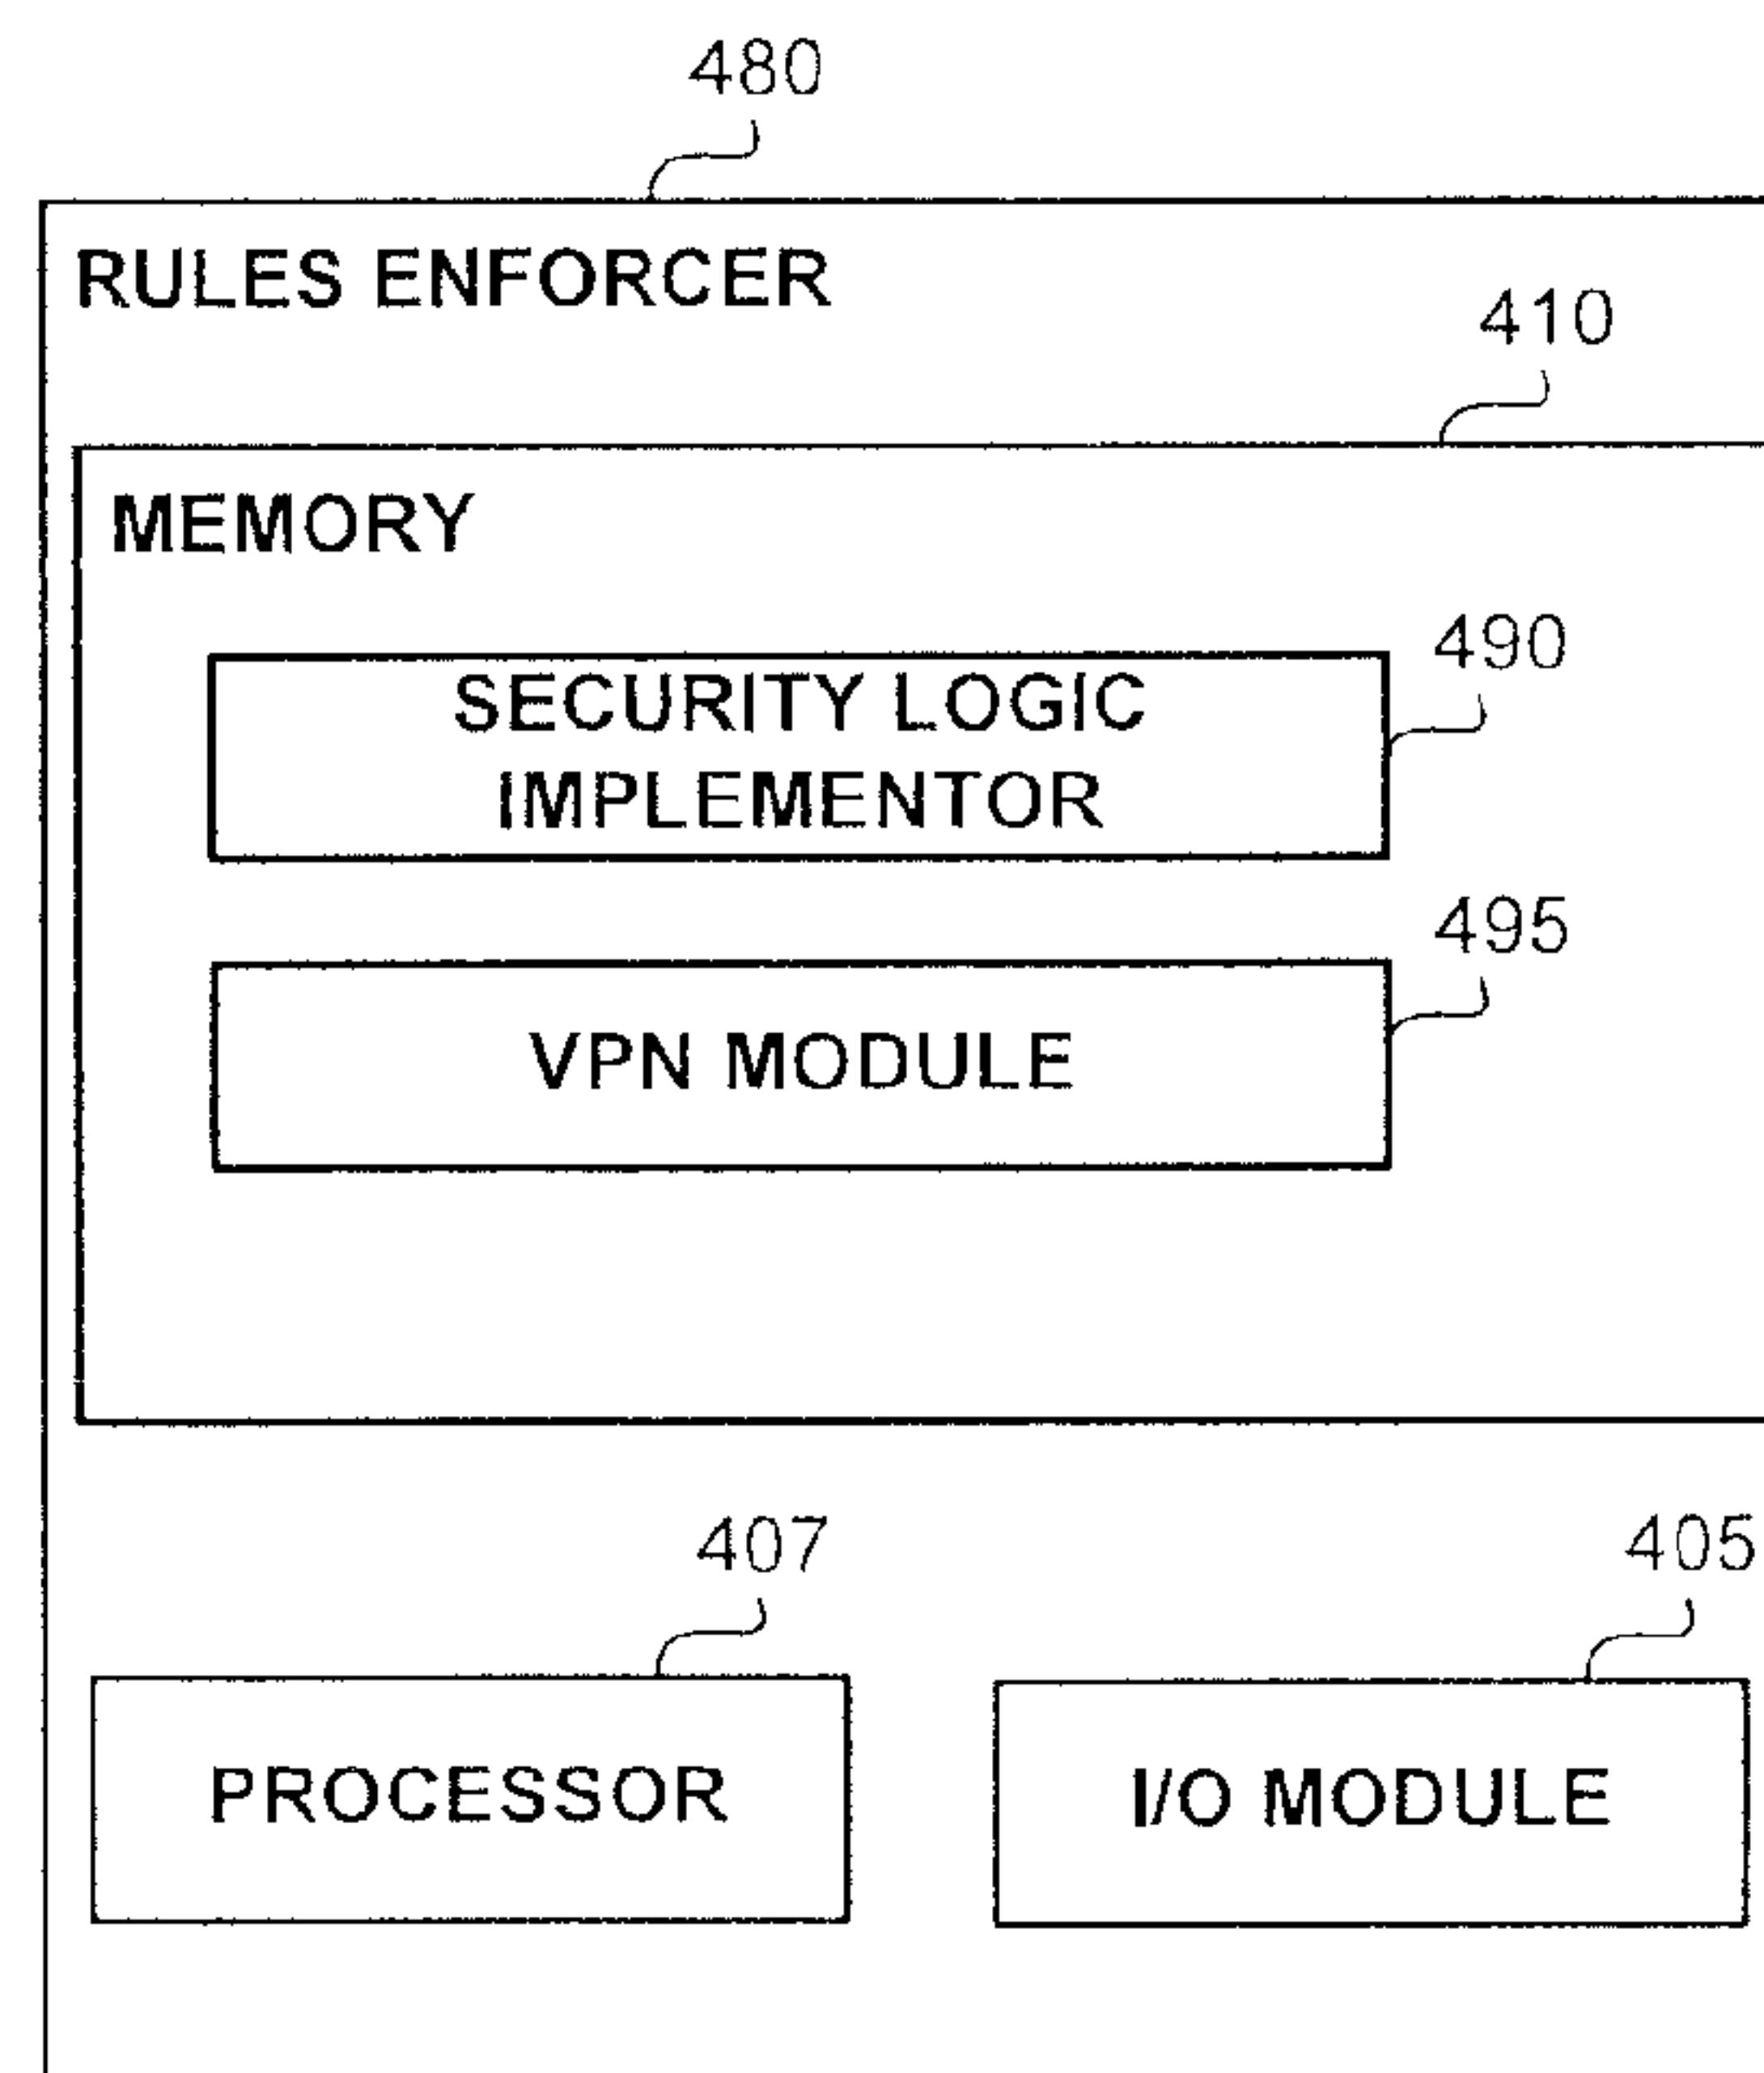 480
RULES ENFORCER
410
MEMORY
490
SECURITY LOGIC
IMPLEMENTOR
495
VPN MODULE
407
405
PROCESSOR
I/O MODULE